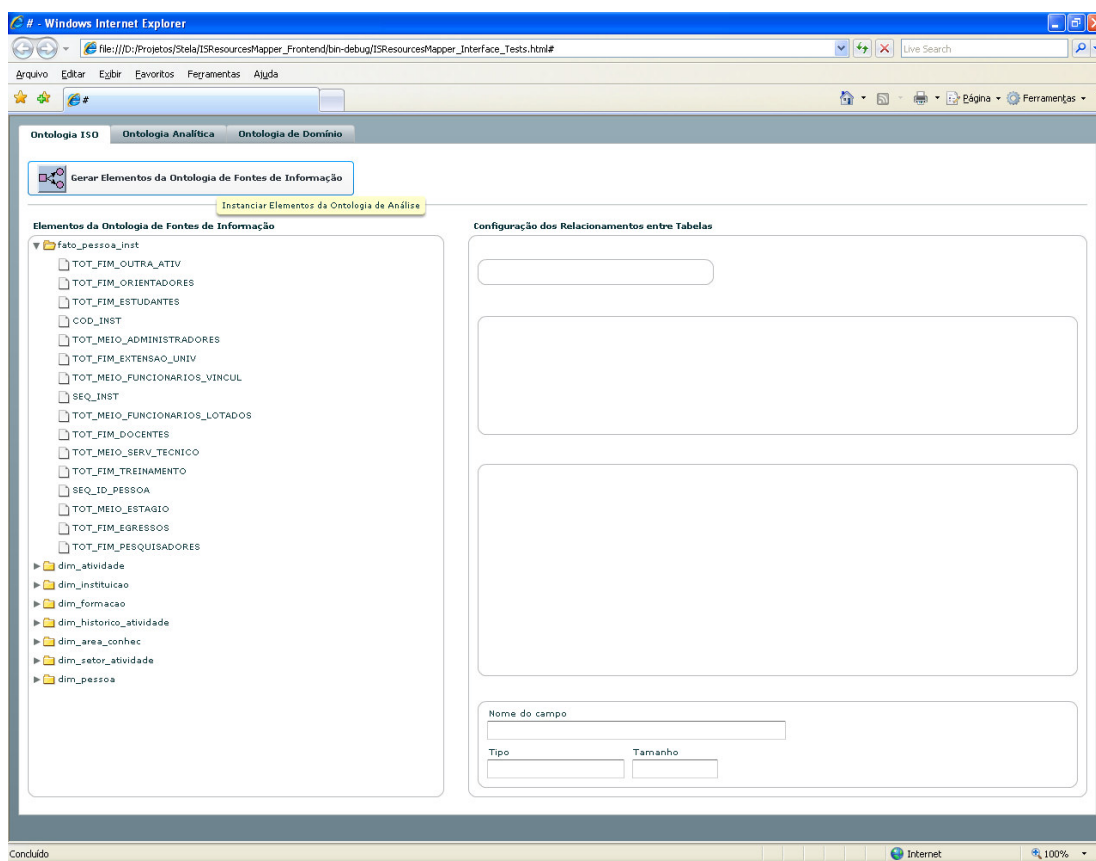 # - Windows Internet Explorer
file:///D:/Projetos/Stela/ISResourcesMapper_Frontend/bin-debug/ISResourcesMapper_Interface_Tests.html#
Live Search
Arquivo Editar Exibir Favoritos Ferramentas Ajuda
# Página Ferramentas
Ontologia ISO Ontologia Analítica Ontologia de Domínio
Gerar Elementos da Ontologia de Fontes de Informação
Instanciar Elementos da Ontologia de Análise
Elementos da Ontologia de Fontes de Informação
fato_pessoa_inst
TOT_FIM_OUTRA_ATIV
TOT_FIM_ORIENTADORES
TOT_FIM_ESTUDANTES
COD_INST
TOT_MEIO_ADMINISTRADORES
TOT_FIM_EXTENSAO_UNIV
TOT_MEIO_FUNCIONARIOS_VINCUL
SEQ_INST
TOT_MEIO_FUNCIONARIOS_LOTADOS
TOT_FIM_DOCENTES
TOT_MEIO_SERV_TECNICO
TOT_FIM_TREINAMENTO
SEQ_ID_PESSOA
TOT_MEIO_ESTAGIO
TOT_FIM_EGRESSOS
TOT_FIM_PESQUISADORES
dim_atividade
dim_instituicao
dim_formacao
dim_historico_atividade
dim_area_conhec
dim_setor_atividade
dim_pessoa
Configuração dos Relacionamentos entre Tabelas
Nome do campo
Tipo Tamanho
Concluído Internet 100%